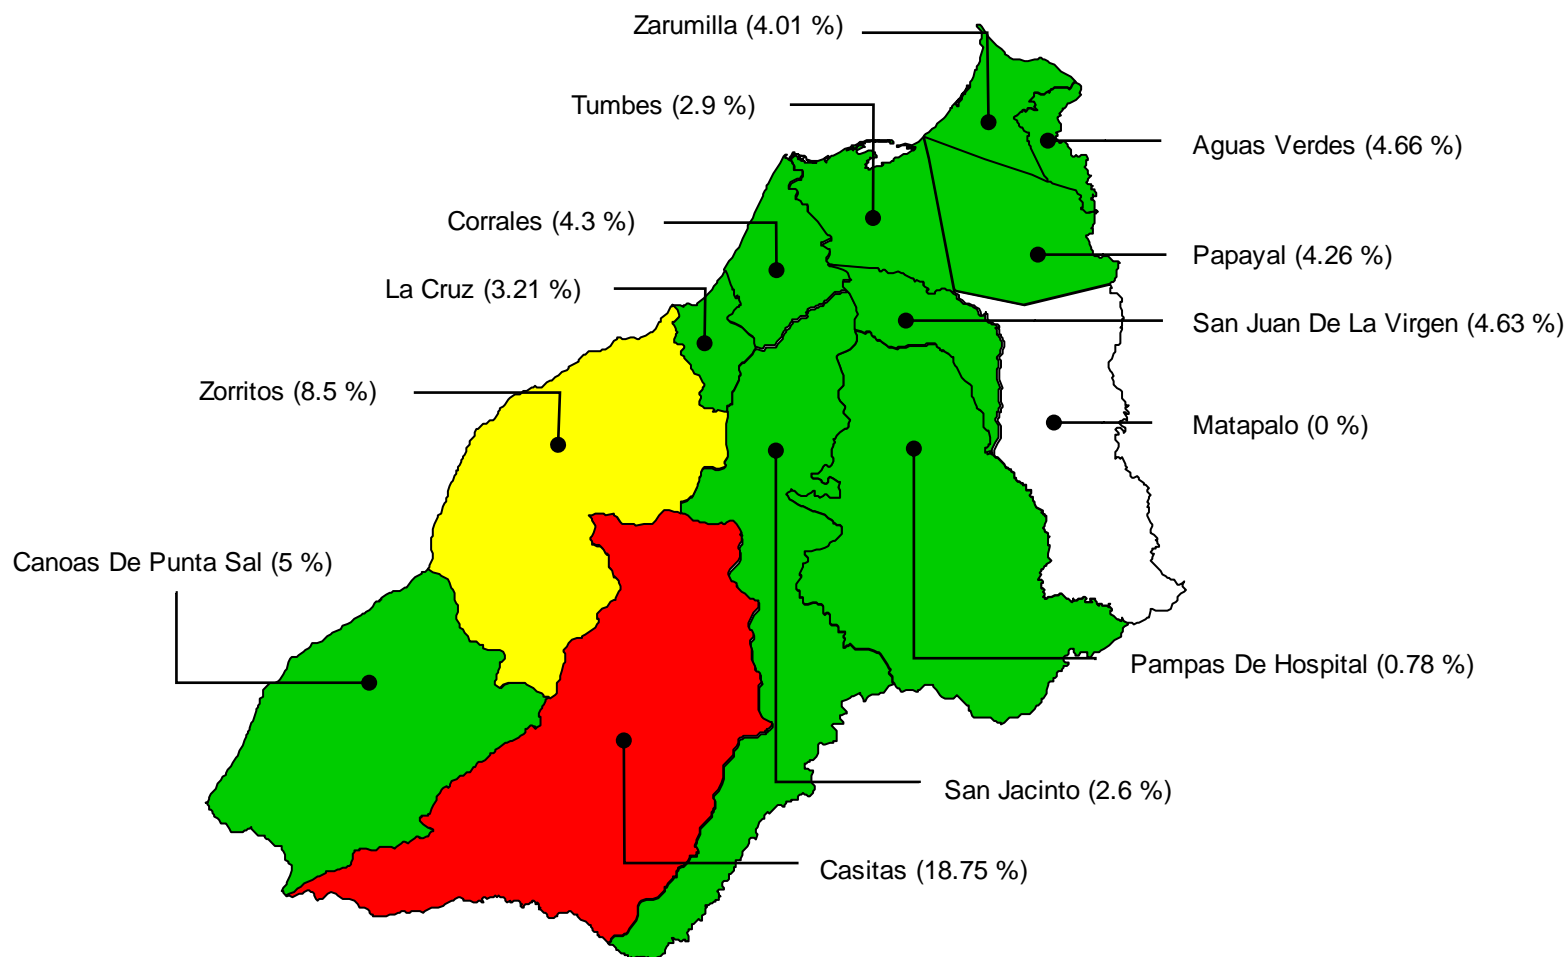 Zarumilla (4.01 %)
Tumbes (2.9 %)
Aguas Verdes (4.66 %)
Corrales (4.3 %)
Papayal (4.26 %)
La Cruz (3.21 %)
San Juan De La Virgen (4.63 %)
Zorritos (8.5 %)
Matapalo (0 %)
Canoas De Punta Sal (5 %)
Pampas De Hospital (0.78 %)
San Jacinto (2.6 %)
Casitas (18.75 %)